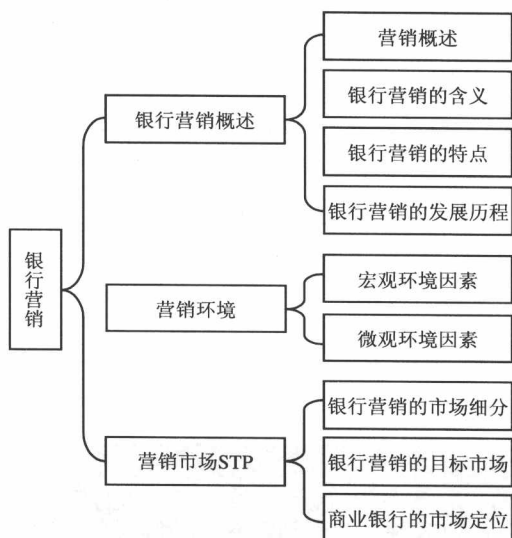 银行营销
银行营销概述
营销概述
银行营销的含义
银行营销的特点
银行营销的发展历程
营销环境
宏观环境因素
微观环境因素
营销市场STP
银行营销的市场细分
银行营销的目标市场
商业银行的市场定位